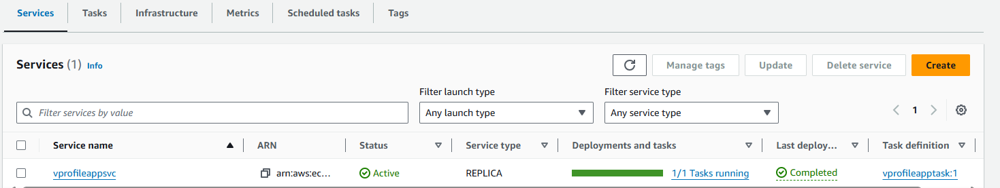 Services
Tasks
Infrastructure
Metrics
Scheduled tasks
Tags
Services (1) Info
Manage tags
Update
Delete service
Create
Filter launch type
Filter service type
Filter services by value
Any launch type
Any service type
1
Service name
ARN
Status
Service type
Deployments and tasks
Last deploy...
Task definition
vprofileappsvc
arn:aws:ec...
Active
REPLICA
1/1 Tasks running
Completed
vprofileapptask:1